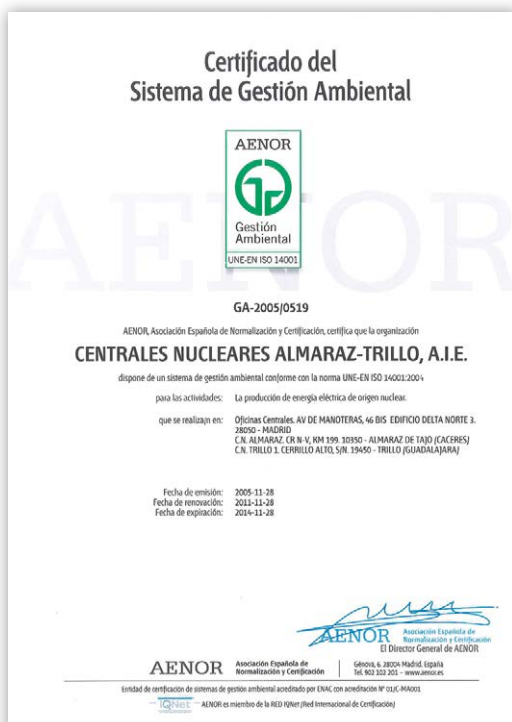 Certificado del
Sistema de Gestión Ambiental
AENOR
Gestión
Ambiental
UNE-EN ISO 14001
AENOR
GA-2005/0519
AENOR, Asociación Española de Normalización y Certificación, certifica que la organización
CENTRALES NUCLEARES ALMARAZ-TRILLO, A.I.E.
dispone de un sistema de gestión ambiental conforme con la norma UNE-EN ISO 14001:2004
para las actividades: La producción de energía eléctrica de origen nuclear.
que se realizan en: Oficinas Centrales. AV DE MANOTERAS, 46 BIS EDIFICIO DELTA NORTE 3.
28050 - MADRID
C.N. ALMARAZ. CR N-V, KM 199. 10350 - ALMARAZ DE TAJO (CACERES)
C.N. TRILLO 1. CERRILLO ALTO, S/N. 19450 - TRILLO (GUADALAJARA)
Fecha de emisión: 2005-11-28
Fecha de renovación: 2011-11-28
Fecha de expiración: 2014-11-28
AENOR Asociación Española de
Normalización y Certificación
El Director General de AENOR
AENOR Asociación Española de
Normalización y Certificación
Génova, 6. 28004 Madrid. España
Tel. 902 102 201 – www.aenor.es
Entidad de certificación de sistemas de gestión ambiental acreditada por ENAC con acreditación Nº 01/C-MA001
IQNet AENOR es miembro de la RED IQNet (Red Internacional de Certificación)